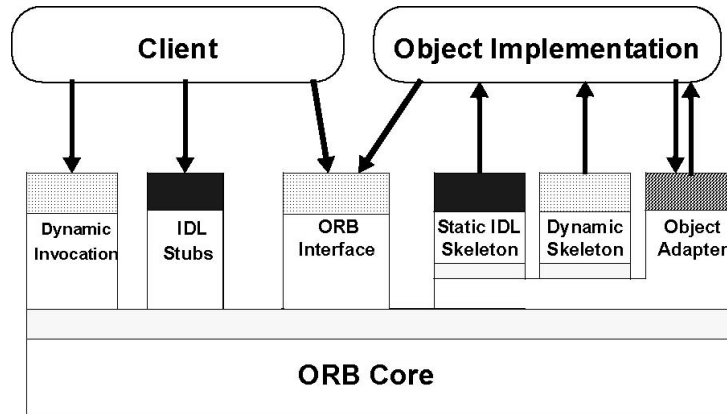 Client
Object Implementation
Dynamic
Invocation
IDL
Stubs
ORB
Interface
Static IDL
Skeleton
Dynamic
Skeleton
Object
Adapter
ORB Core